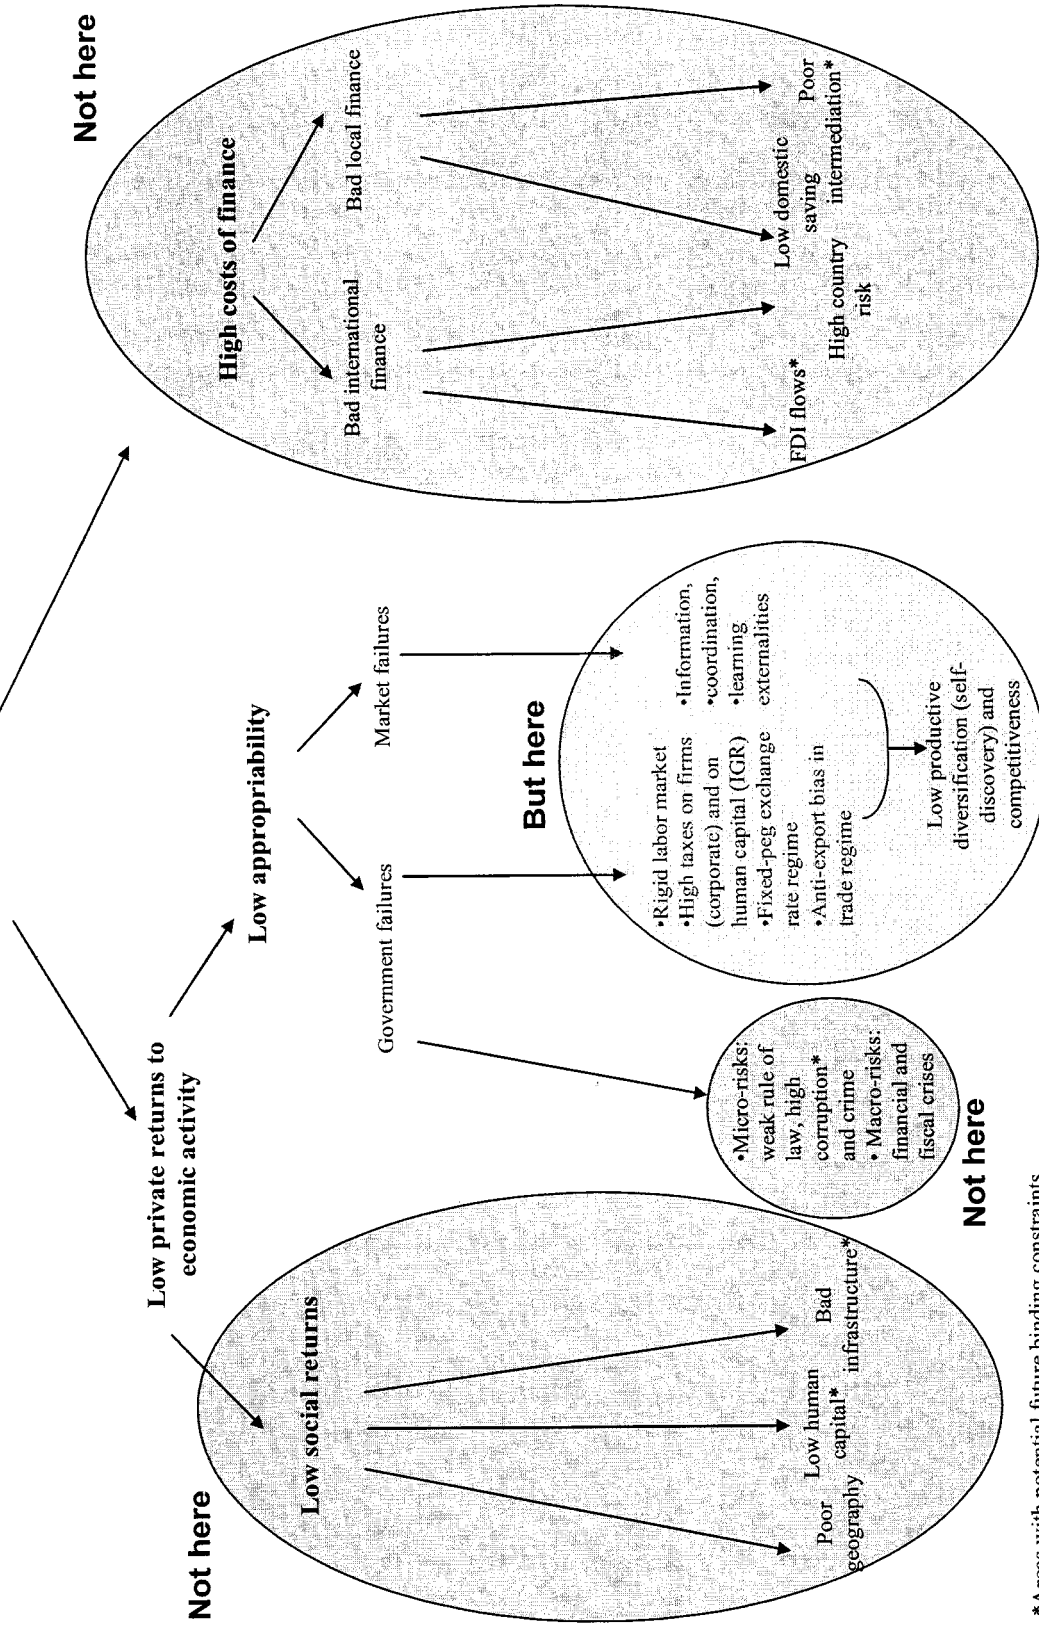 Not here
High costs of finance
Bad international
finance
Bad local finance
FDI flows*
High country
risk
Low domestic
saving
Poor
intermediation*
Low private returns to
economic activity
Low appropriability
Government failures
Market failures
But here
•Rigid labor market
•High taxes on firms
(corporate) and on
human capital (IGR)
•Fixed-peg exchange
rate regime
•Anti-export bias in
trade regime
•Information,
•coordination,
•learning
externalities
Low productive
diversification (self-
discovery) and
competitiveness
•Micro-risks:
weak rule of
law, high
corruption*
and crime
• Macro-risks:
financial and
fiscal crises
Not here
Not here
Low social returns
Poor
geography
Low human
capital*
Bad
infrastructure*
*Areas with potential future binding constraints